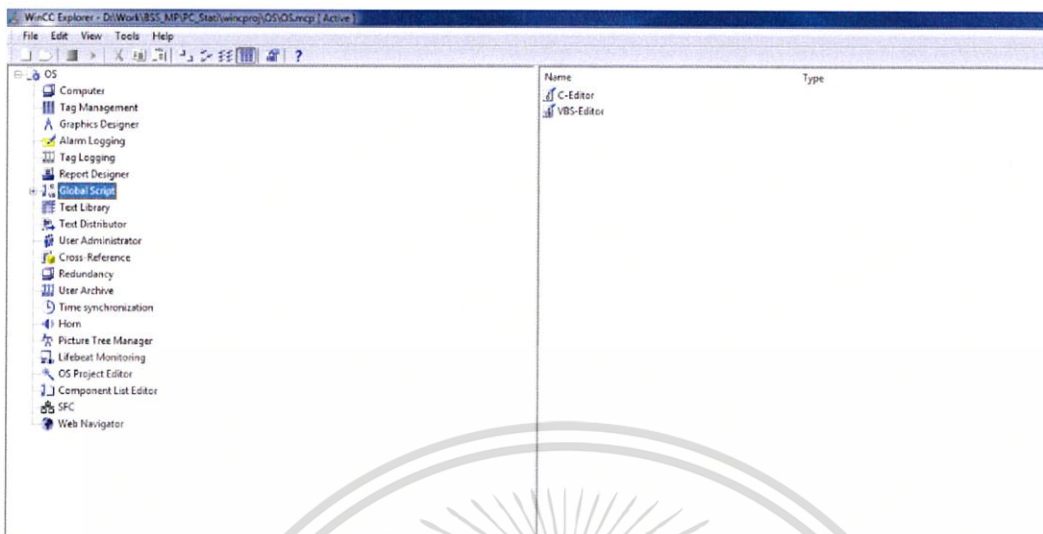 WinCC Explorer - D:\Work\BSS_MP\PC_Stati\wincproj\OS\OS.mcp [ Active ]
File Edit View Tools Help
OS
Computer
Tag Management
Graphics Designer
Alarm Logging
Tag Logging
Report Designer
Global Script
Text Library
Text Distributor
User Administrator
Cross-Reference
Redundancy
User Archive
Time synchronization
Horn
Picture Tree Manager
Lifebeat Monitoring
OS Project Editor
Component List Editor
SFC
Web Navigator
Name Type
C-Editor
VBS-Editor